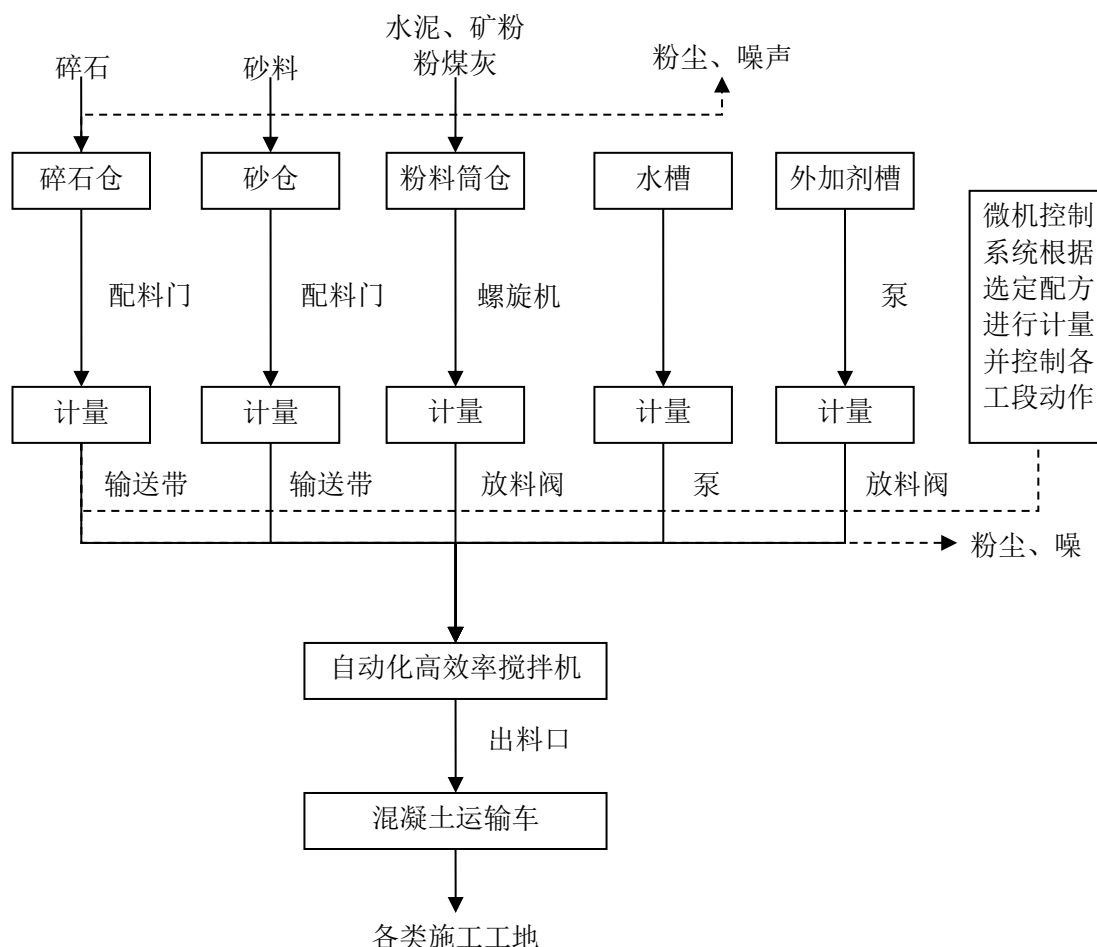 水泥、矿粉
粉煤灰
碎石
砂料
粉尘、噪声
碎石仓
砂仓
粉料筒仓
水槽
外加剂槽
微机控制
系统根据
选定配方
进行计量
并控制各
工段动作
配料门
配料门
螺旋机
泵
计量
计量
计量
计量
计量
输送带
输送带
放料阀
泵
放料阀
粉尘、噪
自动化高效率搅拌机
出料口
混凝土运输车
各类施工工地